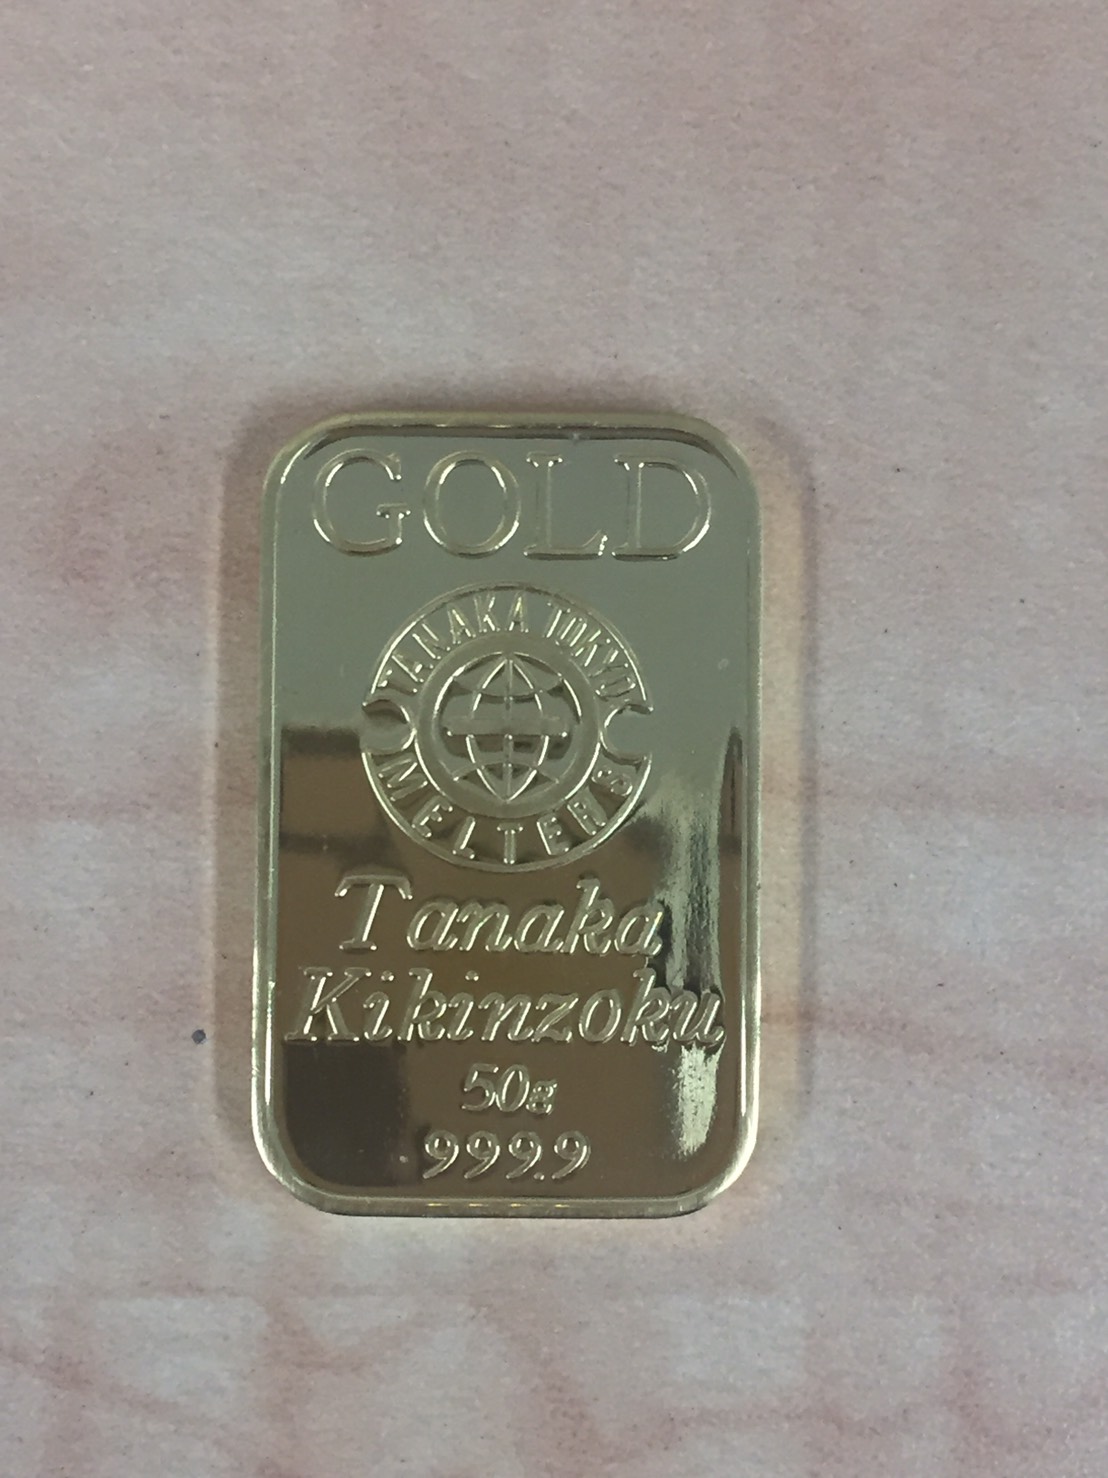 GOLD
TANAKA TOKYO
MELTERS
Tanaka
Kikinzoku
50g
999.9